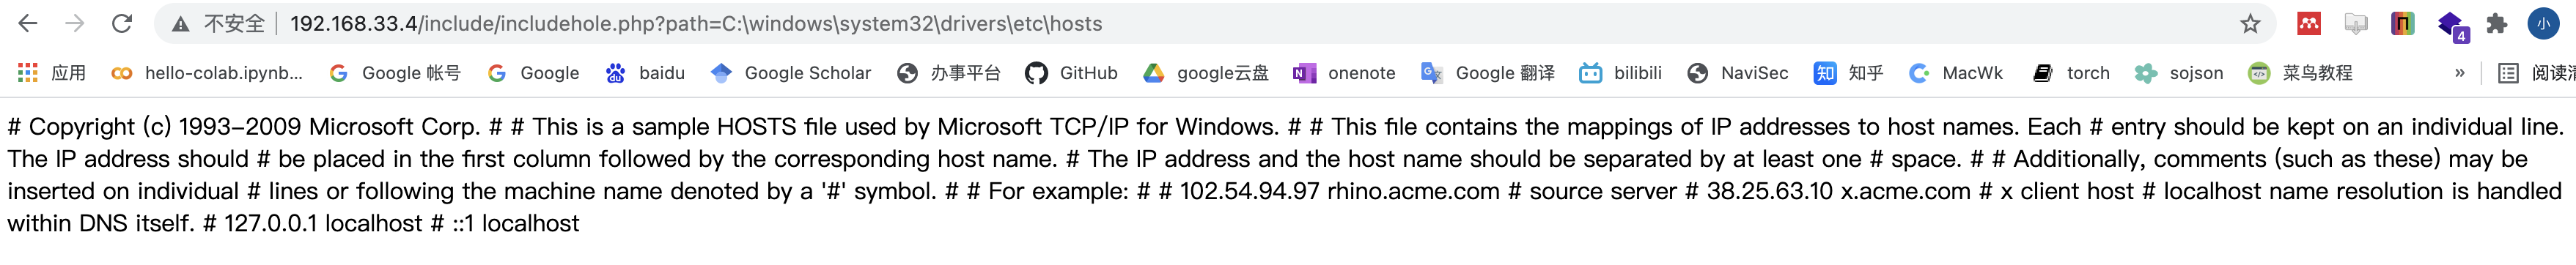 不安全 192.168.33.4/include/includehole.php?path=C:\windows\system32\drivers\etc\hosts 小
4
应用 hello-colab.ipynb... Google 帐号 Google baidu Google Scholar 办事平台 GitHub google云盘 onenote Google 翻译 bilibili NaviSec 知 知乎 MacWk torch sojson 菜鸟教程 » 阅读
# Copyright (c) 1993-2009 Microsoft Corp. # # This is a sample HOSTS file used by Microsoft TCP/IP for Windows. # # This file contains the mappings of IP addresses to host names. Each # entry should be kept on an individual line.
The IP address should # be placed in the first column followed by the corresponding host name. # The IP address and the host name should be separated by at least one # space. # # Additionally, comments (such as these) may be
inserted on individual # lines or following the machine name denoted by a '#' symbol. # # For example: # # 102.54.94.97 rhino.acme.com # source server # 38.25.63.10 x.acme.com # x client host # localhost name resolution is handled
within DNS itself. # 127.0.0.1 localhost # ::1 localhost